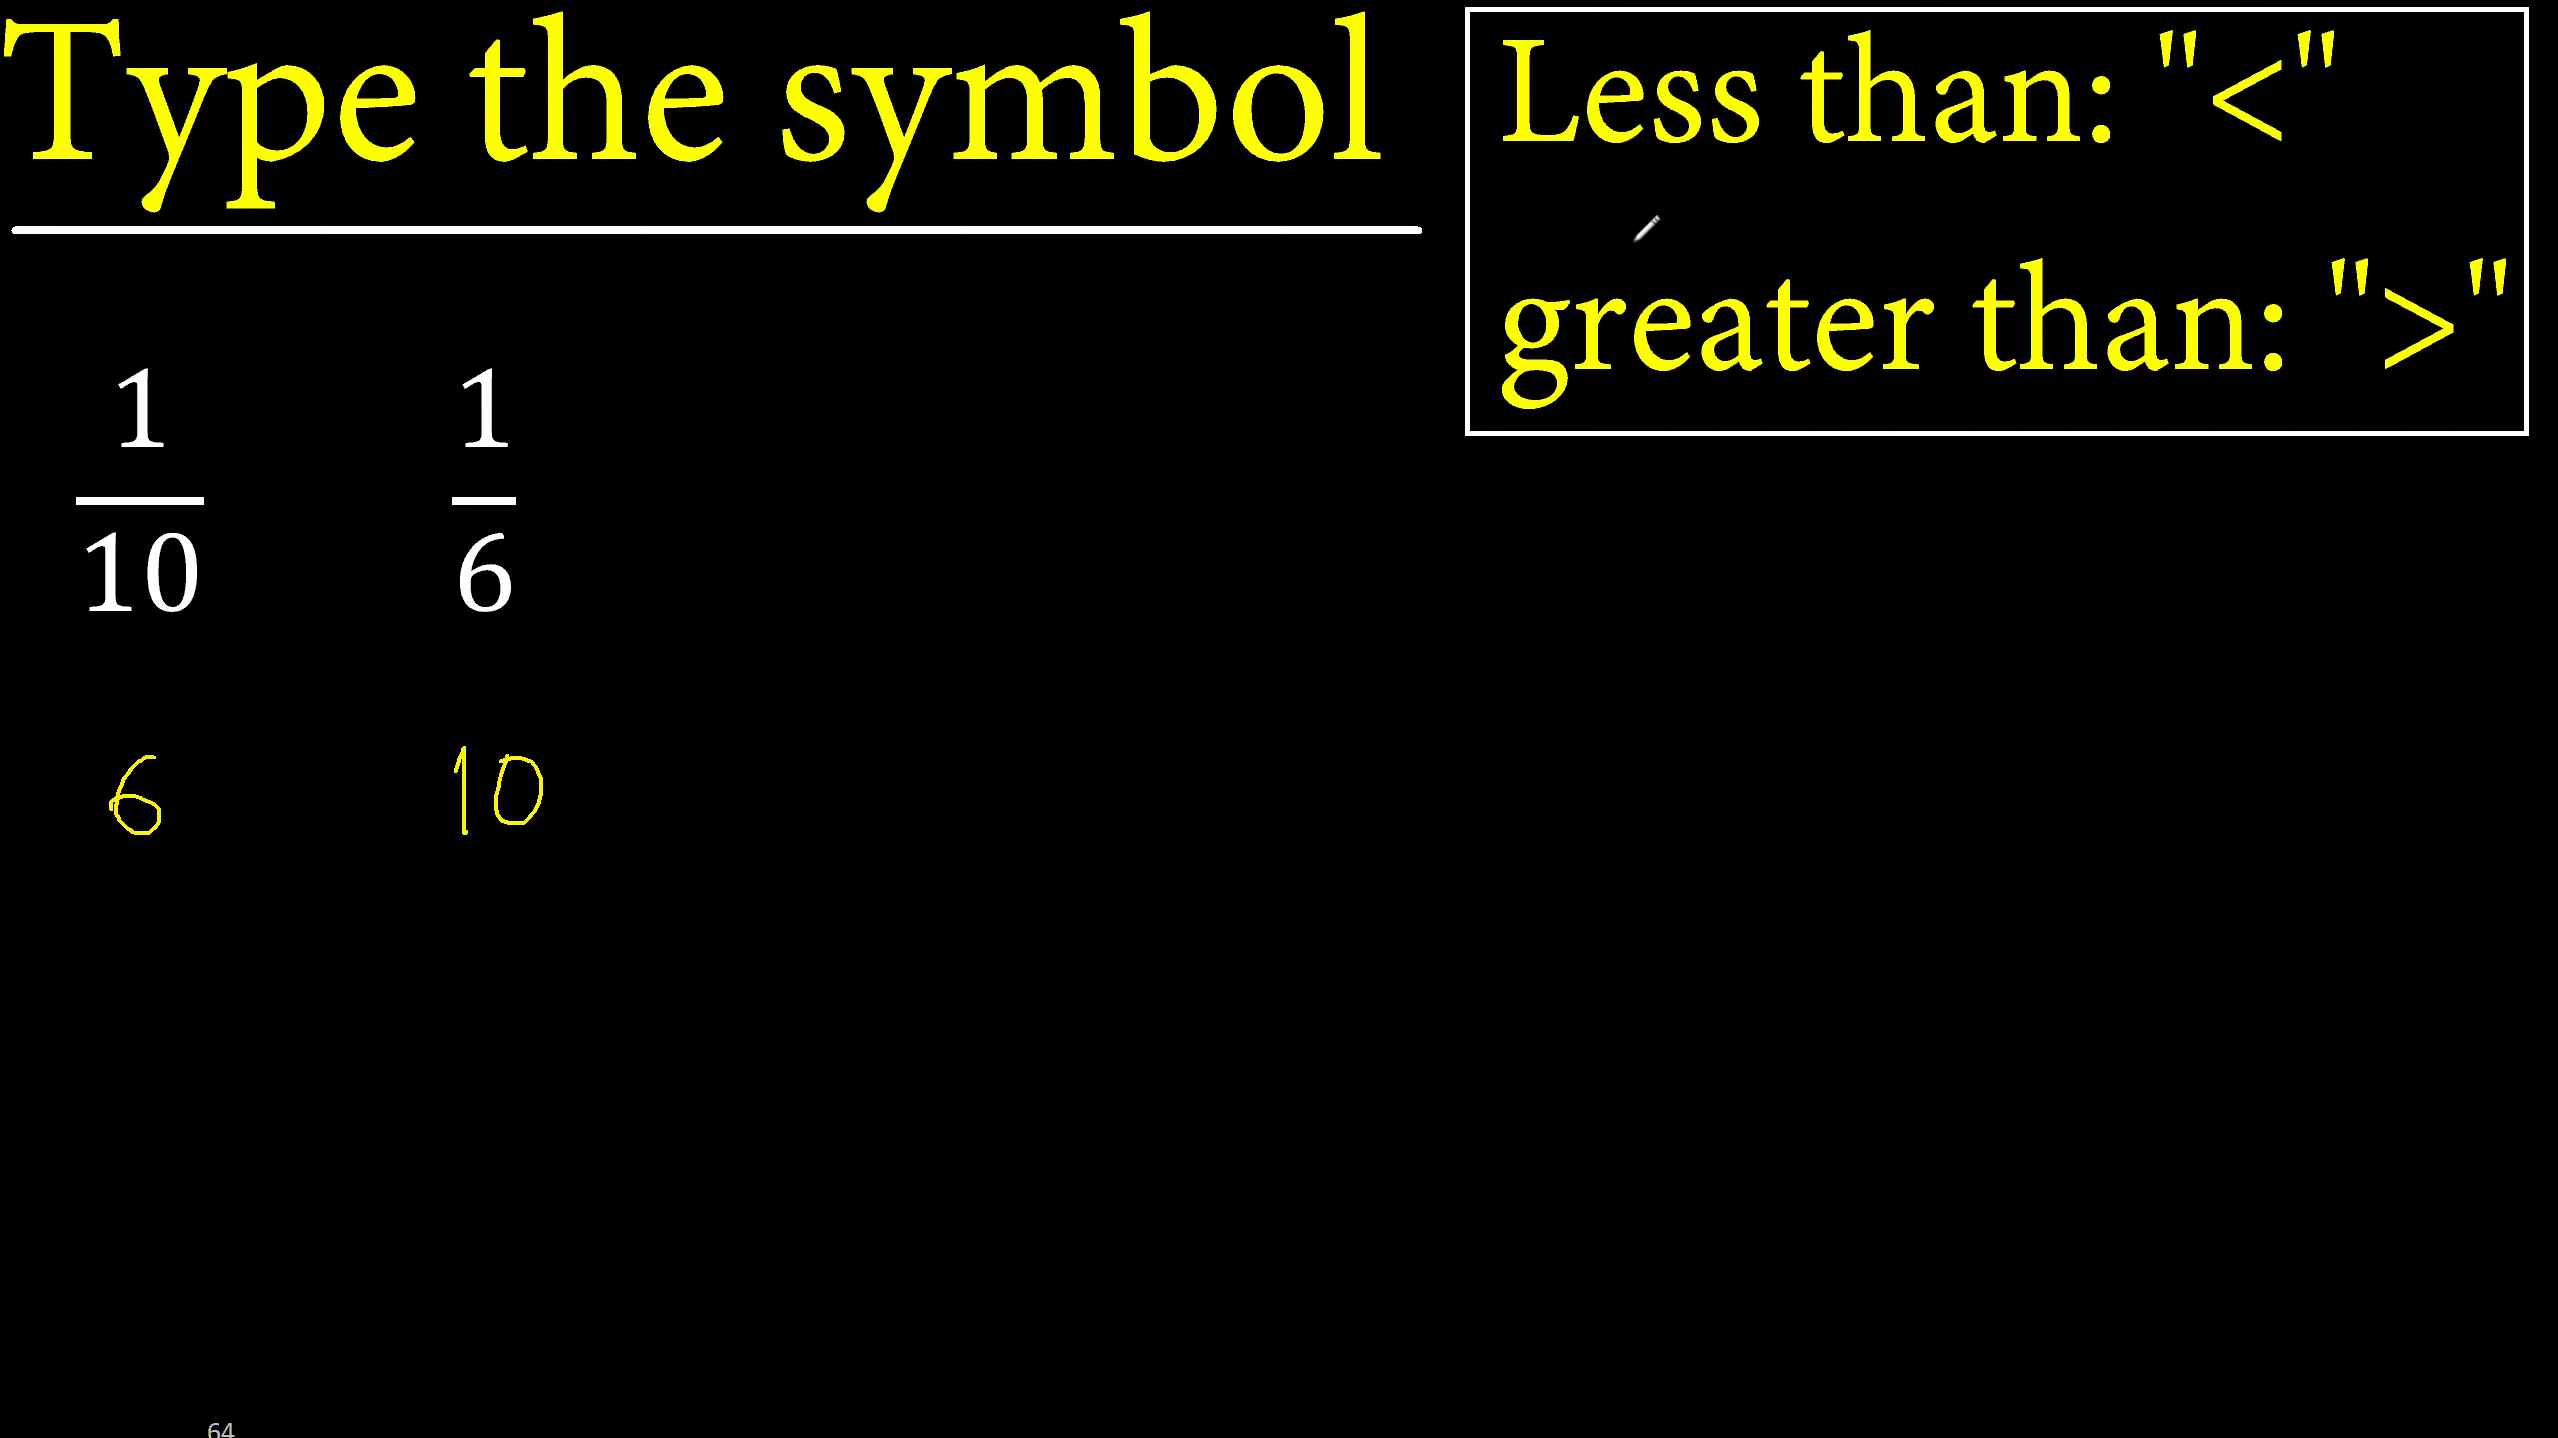 Type the symbol
Less than: "<"
greater than: ">"
1 1
10 6
6 10
64